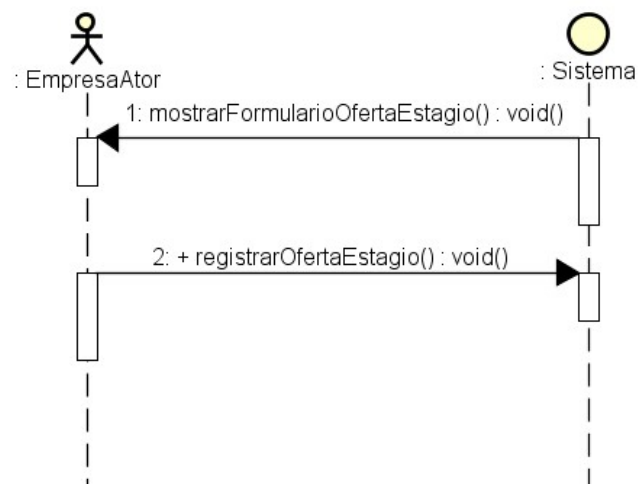 : EmpresaAtor
: Sistema
1: mostrarFormularioOfertaEstagio() : void()
2: + registrarOfertaEstagio() : void()